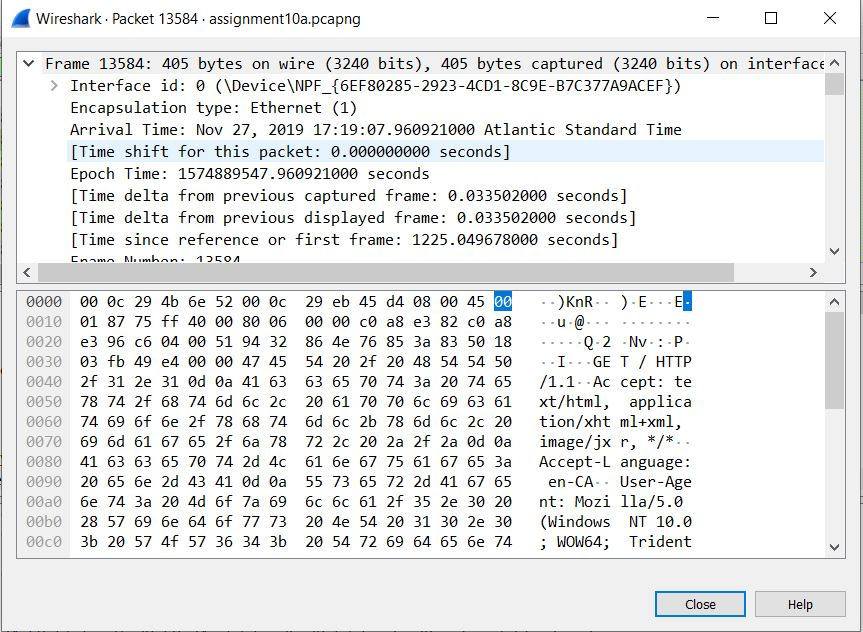 Wireshark · Packet 13584 · assignment10a.pcapng
Frame 13584: 405 bytes on wire (3240 bits), 405 bytes captured (3240 bits) on interface
Interface id: 0 (\Device\NPF_{6EF80285-2923-4CD1-8C9E-B7C377A9ACEF})
Encapsulation type: Ethernet (1)
Arrival Time: Nov 27, 2019 17:19:07.960921000 Atlantic Standard Time
[Time shift for this packet: 0.000000000 seconds]
Epoch Time: 1574889547.960921000 seconds
[Time delta from previous captured frame: 0.033502000 seconds]
[Time delta from previous displayed frame: 0.033502000 seconds]
[Time since reference or first frame: 1225.049678000 seconds]
Frame Number: 13584
0000 00 0c 29 4b 6e 52 00 0c 29 eb 45 d4 08 00 45 00 ··)KnR·· )·E···E·
0010 01 87 75 ff 40 00 80 06 00 00 c0 a8 e3 82 c0 a8 ··u·@··· ········
0020 e3 96 c6 04 00 51 94 32 86 4e 76 85 3a 83 50 18 ·····Q·2 ·Nv·:·P·
0030 03 fb 49 e4 00 00 47 45 54 20 2f 20 48 54 54 50 ··I···GE T / HTTP
0040 2f 31 2e 31 0d 0a 41 63 63 65 70 74 3a 20 74 65 /1.1··Ac cept: te
0050 78 74 2f 68 74 6d 6c 2c 20 61 70 70 6c 69 63 61 xt/html, applica
0060 74 69 6f 6e 2f 78 68 74 6d 6c 2b 78 6d 6c 2c 20 tion/xht ml+xml,
0070 69 6d 61 67 65 2f 6a 78 72 2c 20 2a 2f 2a 0d 0a image/jx r, */*··
0080 41 63 63 65 70 74 2d 4c 61 6e 67 75 61 67 65 3a Accept-L anguage:
0090 20 65 6e 2d 43 41 0d 0a 55 73 65 72 2d 41 67 65 en-CA·· User-Age
00a0 6e 74 3a 20 4d 6f 7a 69 6c 6c 61 2f 35 2e 30 20 nt: Mozi lla/5.0
00b0 28 57 69 6e 64 6f 77 73 20 4e 54 20 31 30 2e 30 (Windows NT 10.0
00c0 3b 20 57 4f 57 36 34 3b 20 54 72 69 64 65 6e 74 ; WOW64; Trident
Close Help